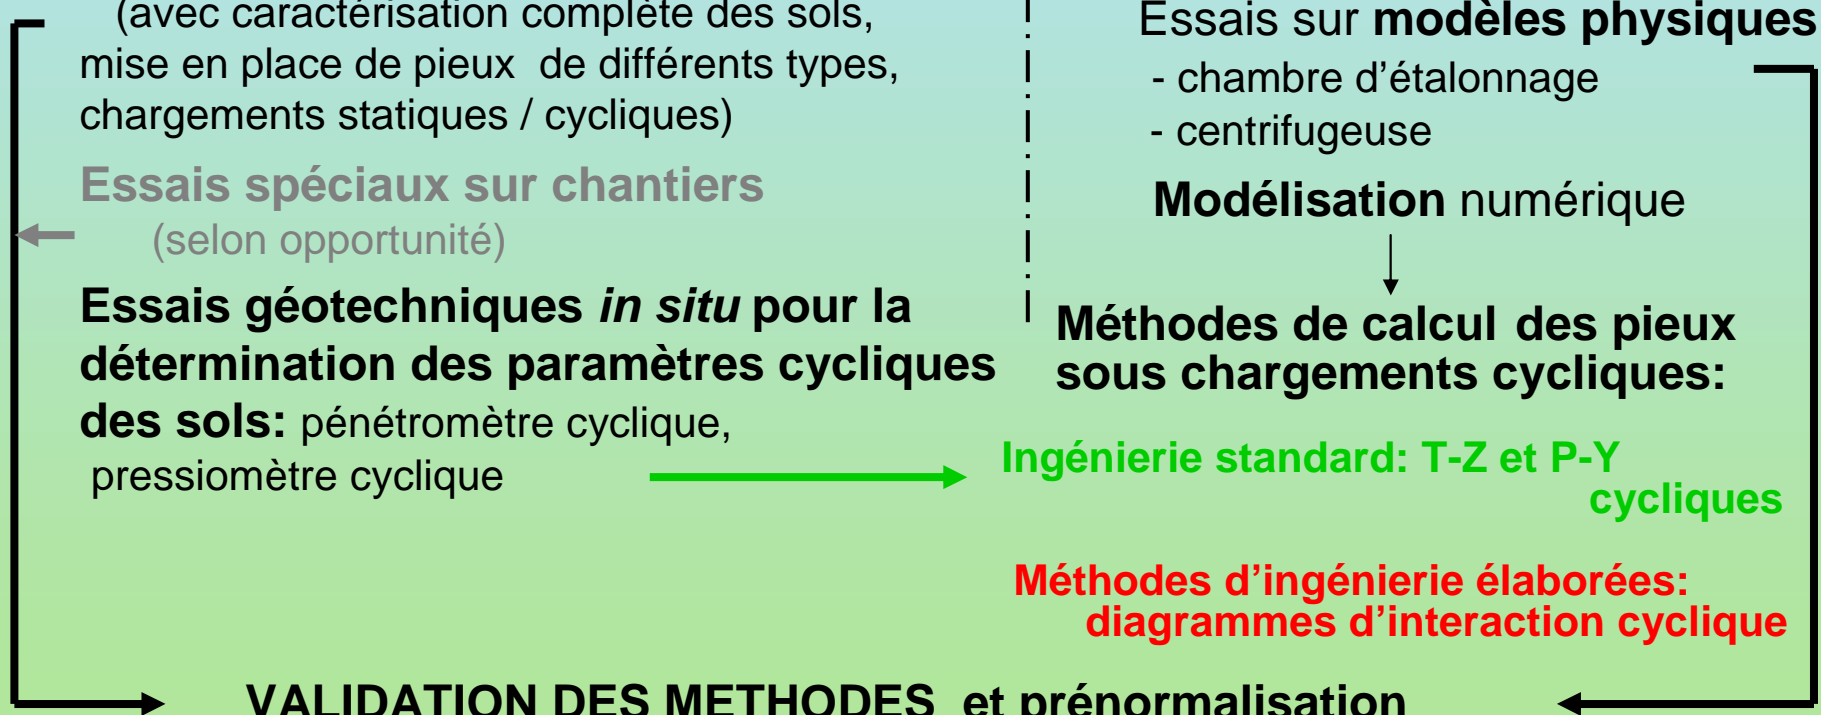 (avec caractérisation complète des sols,
mise en place de pieux de différents types,
chargements statiques / cycliques)
Essais spéciaux sur chantiers
(selon opportunité)
Essais géotechniques in situ pour la
détermination des paramètres cycliques
des sols: pénétromètre cyclique,
pressiomètre cyclique
Essais sur modèles physiques
- chambre d'étalonnage
- centrifugeuse
Modélisation numérique
Méthodes de calcul des pieux
sous chargements cycliques:
Ingénierie standard: T-Z et P-Y
cycliques
Méthodes d'ingénierie élaborées:
diagrammes d'interaction cyclique
VALIDATION DES METHODES et prénormalisation